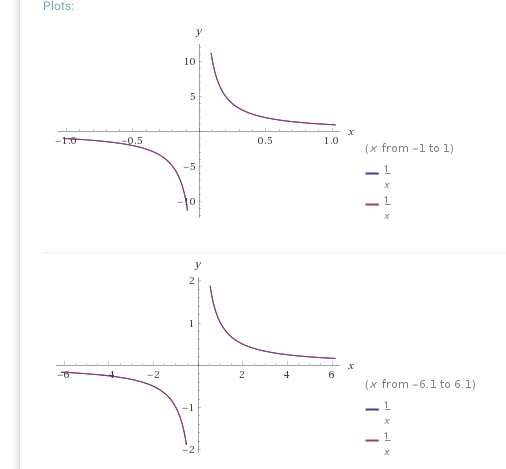 Plots:
y
10
5
−1.0 −0.5 0.5 1.0 x
−5
−10
(x from −1 to 1)
1
x
1
x
y
2
1
−6 −4 −2 2 4 6 x
−1
−2
(x from −6.1 to 6.1)
1
x
1
x